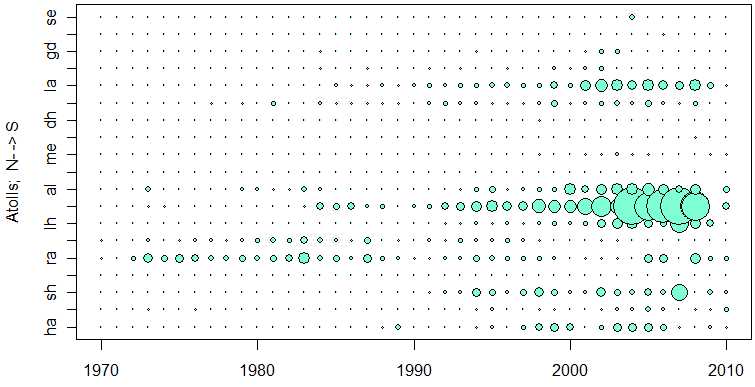 Atolls; N--> S
se
gd
la
dh
me
al
lh
ra
sh
ha
1970 1980 1990 2000 2010